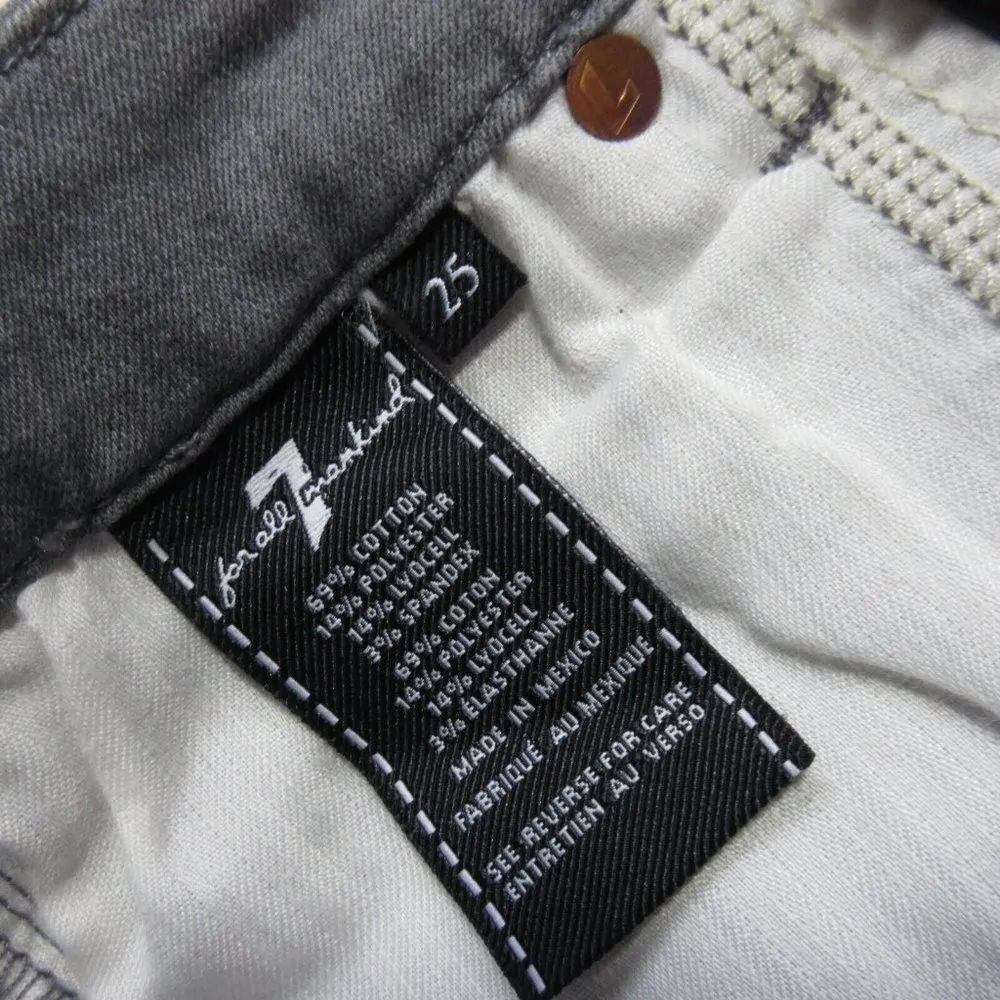 25
for all 7 mankind
69% COTTON
14% POLYESTER
14% LYOCELL
3% SPANDEX
69% COTON
14% POLYESTER
14% LYOCELL
3% ÉLASTHANNE
MADE IN MEXICO
FABRIQUÉ AU MEXIQUE
SEE REVERSE FOR CARE
ENTRETIEN AU VERSO